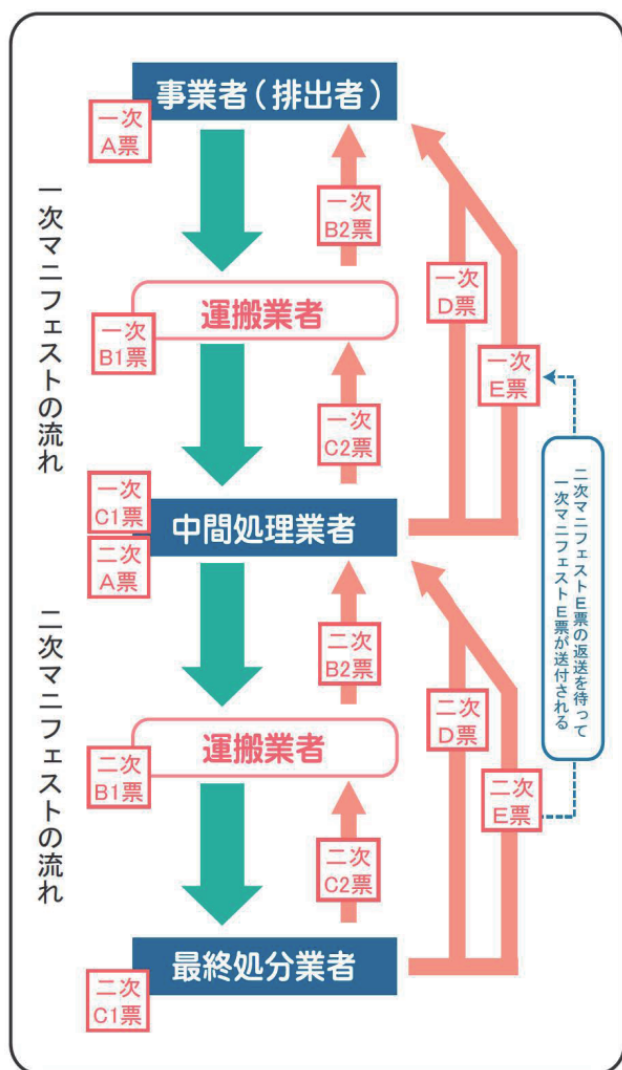 事業者(排出者)
一次
A票
一次マニフェストの流れ
一次
B2票
運搬業者
一次
B1票
一次
D票
一次
E票
一次
C2票
一次
C1票
中間処理業者
二次
A票
二次マニフェストE票の返送を待って
一次マニフェストE票が送付される
二次マニフェストの流れ
二次
B2票
運搬業者
二次
B1票
二次
D票
二次
E票
二次
C2票
最終処分業者
二次
C1票